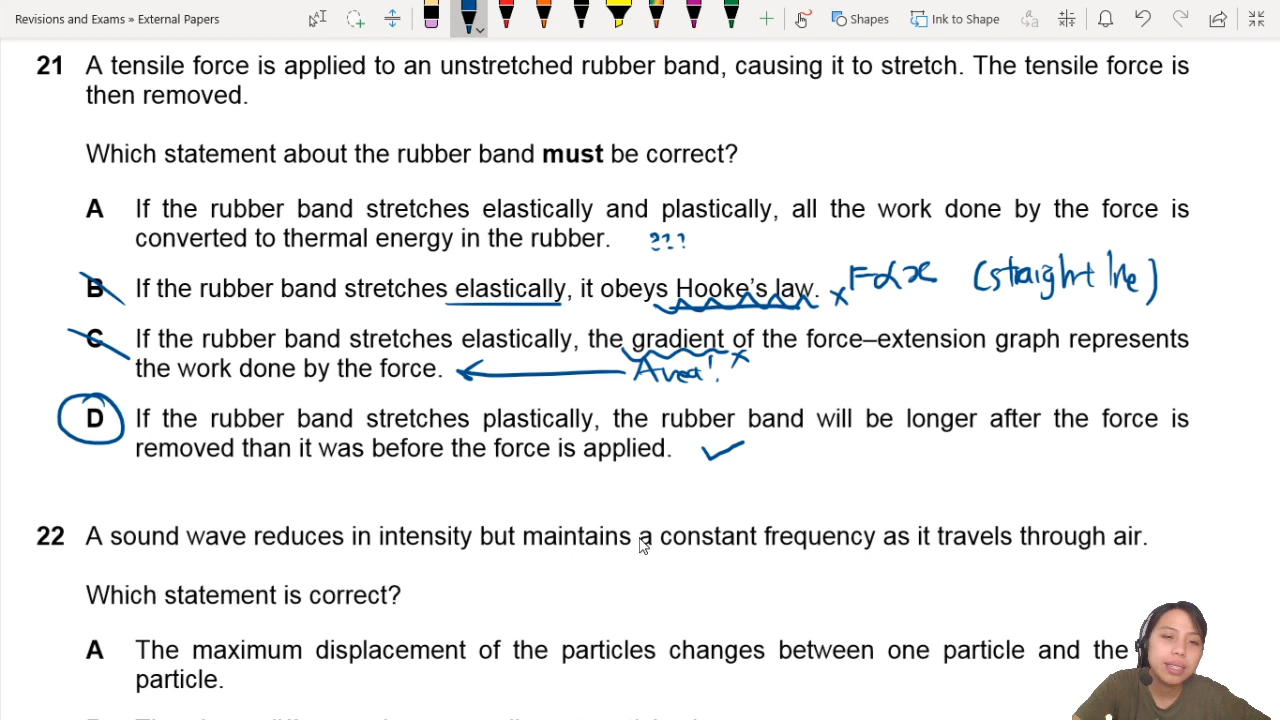 Revisions and Exams » External Papers
Shapes
Ink to Shape
21 A tensile force is applied to an unstretched rubber band, causing it to stretch. The tensile force is
then removed.
Which statement about the rubber band must be correct?
A If the rubber band stretches elastically and plastically, all the work done by the force is
converted to thermal energy in the rubber. ???
B If the rubber band stretches elastically, it obeys Hooke's law. x F∝x (straight line)
C If the rubber band stretches elastically, the gradient of the force–extension graph represents
the work done by the force. Area! x
D If the rubber band stretches plastically, the rubber band will be longer after the force is
removed than it was before the force is applied. ✓
22 A sound wave reduces in intensity but maintains a constant frequency as it travels through air.
Which statement is correct?
A The maximum displacement of the particles changes between one particle and the
particle.